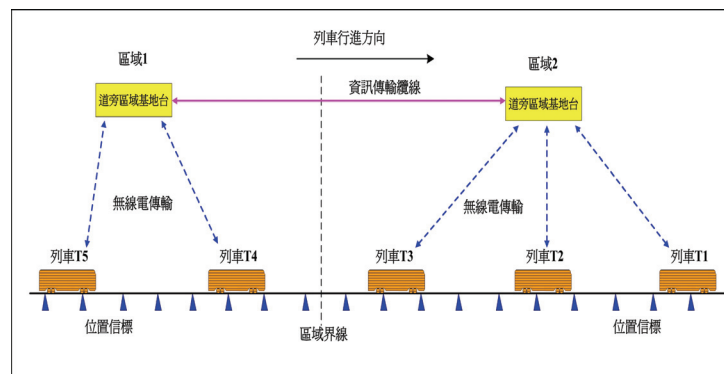 列車行進方向
區域1
區域2
道旁區域基地台
資訊傳輸纜線
道旁區域基地台
無線電傳輸
無線電傳輸
列車T5
列車T4
列車T3
列車T2
列車T1
位置信標
區域界線
位置信標